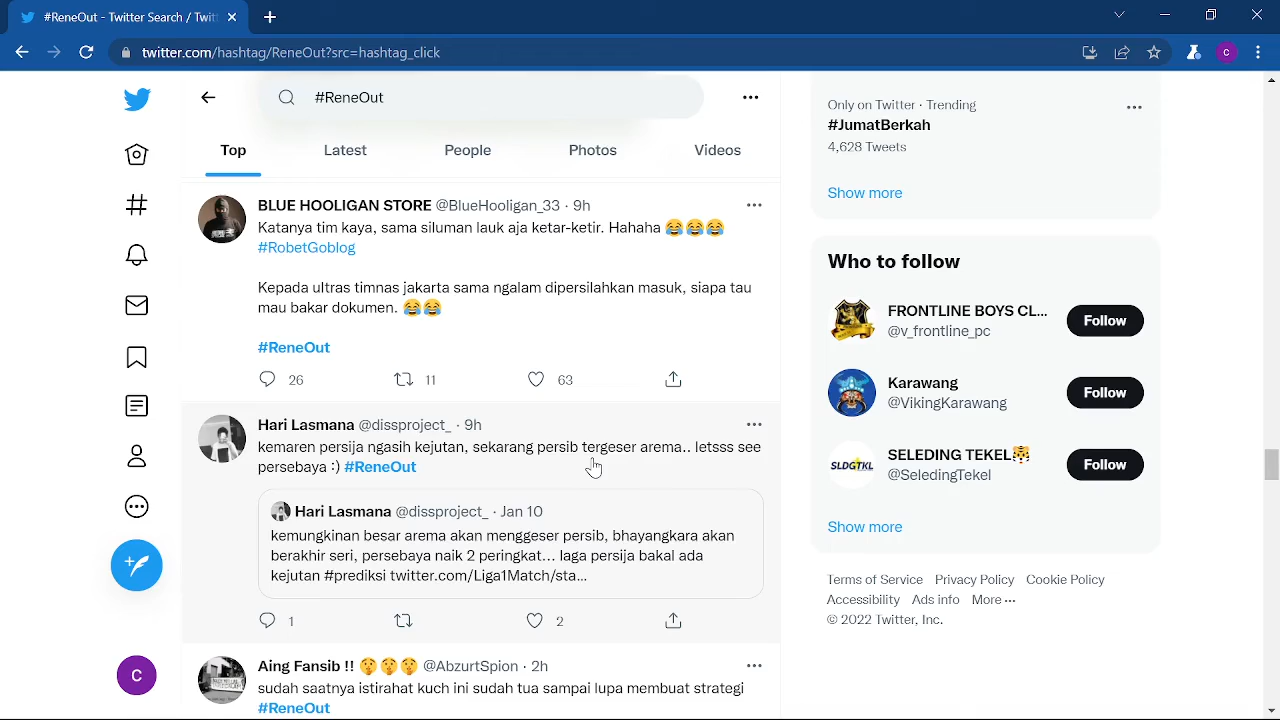 #ReneOut - Twitter Search / Twitter
twitter.com/hashtag/ReneOut?src=hashtag_click
C
#ReneOut
Top
Latest
People
Photos
Videos
BLUE HOOLIGAN STORE @BlueHooligan_33 · 9h
Katanya tim kaya, sama siluman lauk aja ketar-ketir. Hahaha 😂😂😂
#RobetGoblog
Kepada ultras timnas jakarta sama ngalam dipersilahkan masuk, siapa tau
mau bakar dokumen. 😂😂
#ReneOut
26
11
63
Hari Lasmana @dissproject_ · 9h
kemaren persija ngasih kejutan, sekarang persib tergeser arema.. letsss see
persebaya :) #ReneOut
Hari Lasmana @dissproject_ · Jan 10
kemungkinan besar arema akan menggeser persib, bhayangkara akan
berakhir seri, persebaya naik 2 peringkat... laga persija bakal ada
kejutan #prediksi twitter.com/Liga1Match/sta...
1
2
Aing Fansib !! 🤫🤫🤫 @AbzurtSpion · 2h
sudah saatnya istirahat kuch ini sudah tua sampai lupa membuat strategi
#ReneOut
Only on Twitter · Trending
#JumatBerkah
4,628 Tweets
Show more
Who to follow
FRONTLINE BOYS CL...
@v_frontline_pc
Follow
Karawang
@VikingKarawang
Follow
SLDGTKL
SELEDING TEKEL🐯
@SeledingTekel
Follow
Show more
Terms of Service Privacy Policy Cookie Policy
Accessibility Ads info More ···
© 2022 Twitter, Inc.
C